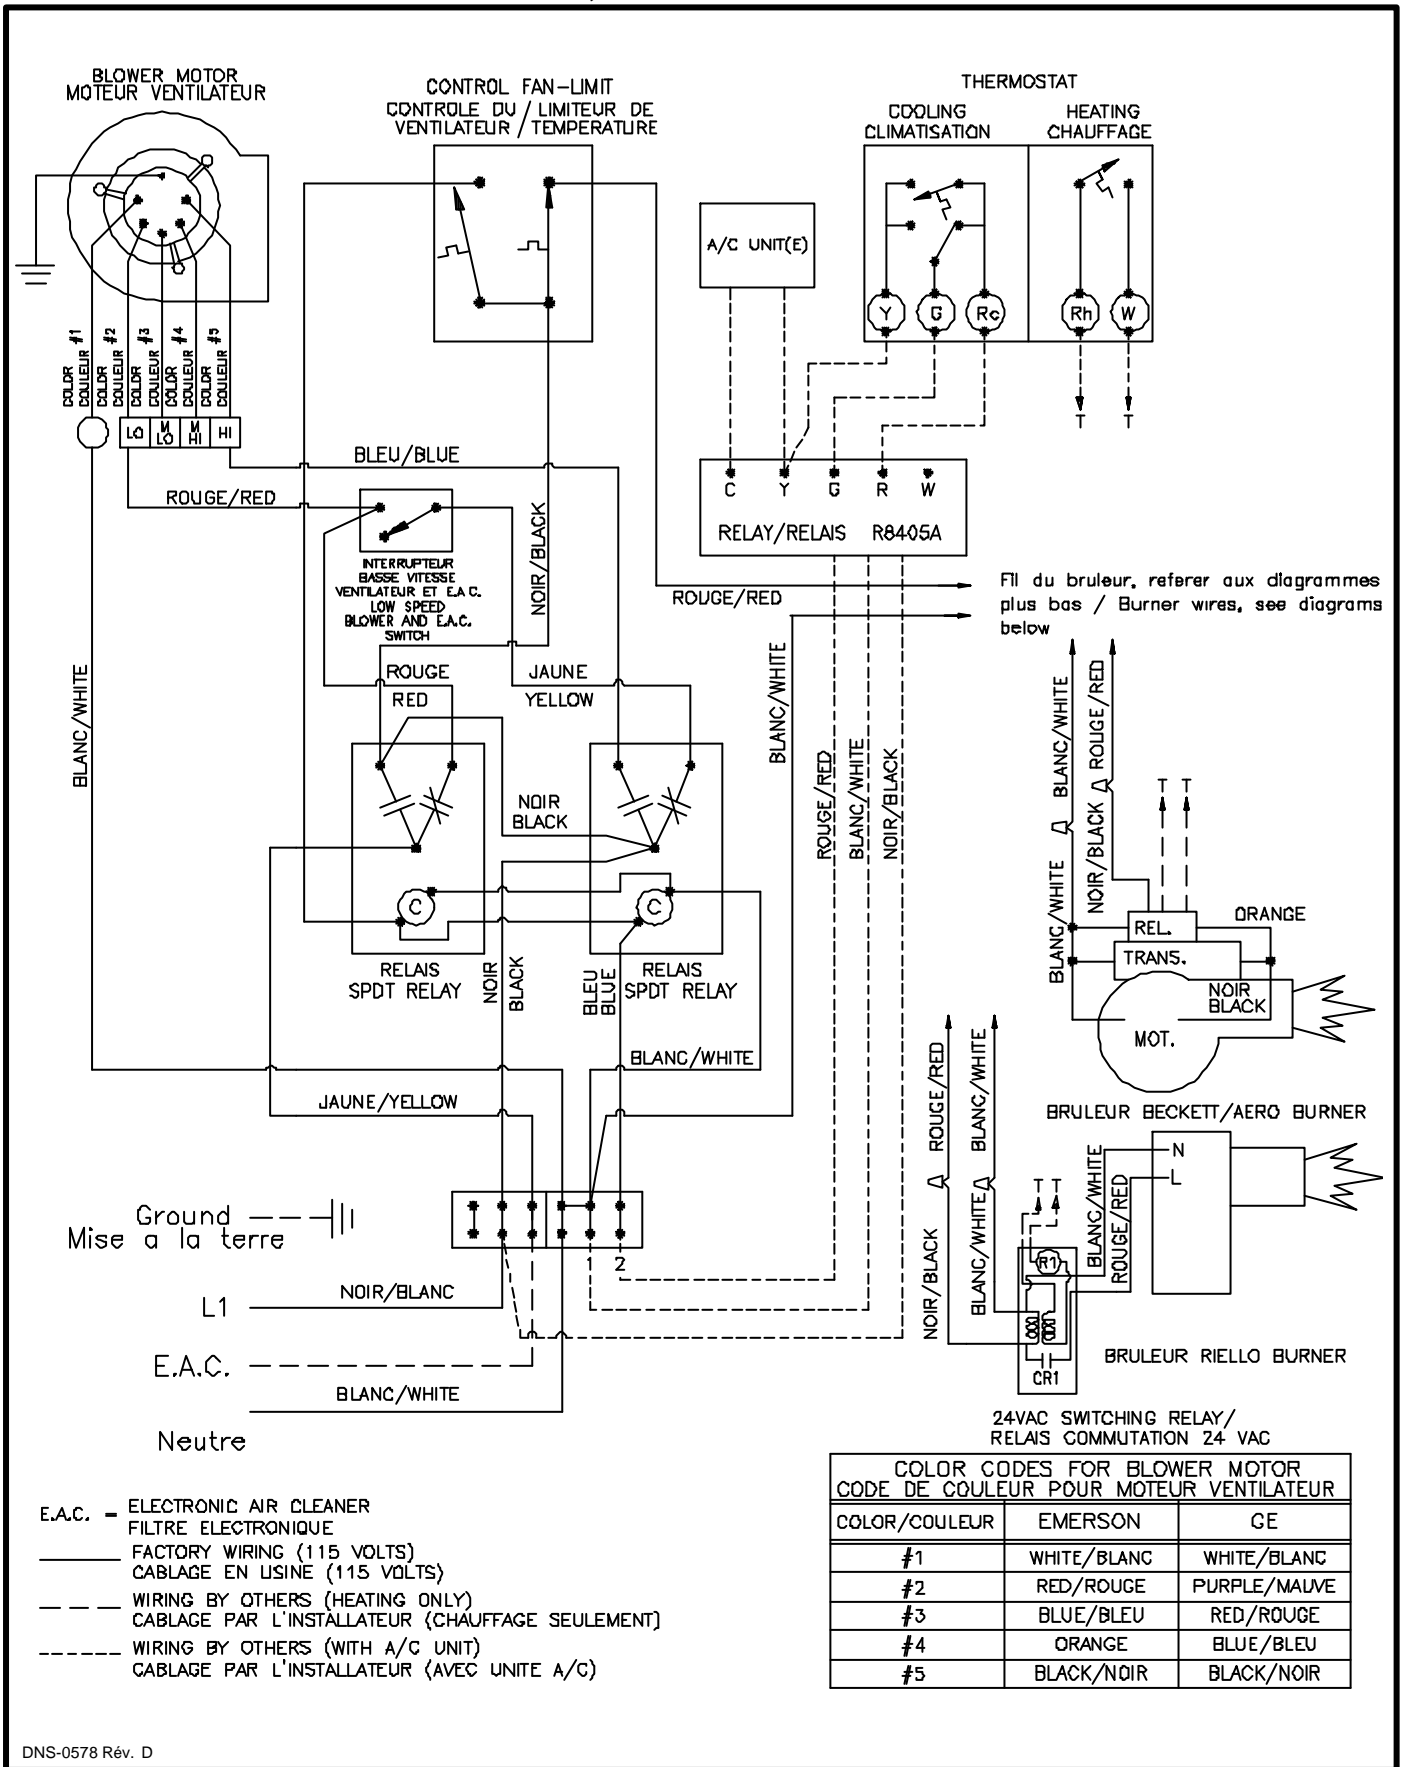 BLOWER MOTOR
MOTEUR VENTILATEUR
CONTROL FAN-LIMIT
CONTROLE DU / LIMITEUR DE
VENTILATEUR / TEMPERATURE
THERMOSTAT
COOLING
CLIMATISATION
HEATING
CHAUFFAGE
A/C UNIT(E)
Y
G
Rc
Rh
W
T
T
COLOR #1
COULEUR
COLOR #2
COULEUR
COLOR #3
COULEUR
COLOR #4
COULEUR
COLOR #5
COULEUR
LO
M
LO
M
HI
HI
BLEU/BLUE
ROUGE/RED
NOIR/BLACK
C
Y
G
R
W
RELAY/RELAIS R8405A
INTERRUPTEUR
BASSE VITESSE
VENTILATEUR ET E.A.C.
LOW SPEED
BLOWER AND E.A.C.
SWITCH
ROUGE/RED
Fil du bruleur, referer aux diagrammes
plus bas / Burner wires, see diagrams
below
BLANC/WHITE
ROUGE
RED
JAUNE
YELLOW
BLANC/WHITE
ROUGE/RED
BLANC/WHITE
NOIR/BLACK
NOIR
BLACK
C
C
RELAIS
SPDT RELAY
NOIR
BLACK
BLEU
BLUE
RELAIS
SPDT RELAY
BLANC/WHITE
BLANC/WHITE
NOIR/BLACK
ROUGE/RED
T
T
ORANGE
REL.
TRANS.
NOIR
BLACK
MOT.
BRULEUR BECKETT/AERO BURNER
BLANC/WHITE
JAUNE/YELLOW
ROUGE/RED
BLANC/WHITE
NOIR/BLACK
BLANC/WHITE
T T
BLANC/WHITE
ROUGE/RED
N
L
R1
CR1
BRULEUR RIELLO BURNER
24VAC SWITCHING RELAY/
RELAIS COMMUTATION 24 VAC
Ground
Mise a la terre
1
2
L1
NOIR/BLANC
E.A.C.
BLANC/WHITE
Neutre
E.A.C. - ELECTRONIC AIR CLEANER
FILTRE ELECTRONIQUE
FACTORY WIRING (115 VOLTS)
CABLAGE EN USINE (115 VOLTS)
WIRING BY OTHERS (HEATING ONLY)
CABLAGE PAR L'INSTALLATEUR (CHAUFFAGE SEULEMENT)
WIRING BY OTHERS (WITH A/C UNIT)
CABLAGE PAR L'INSTALLATEUR (AVEC UNITE A/C)
COLOR CODES FOR BLOWER MOTOR
CODE DE COULEUR POUR MOTEUR VENTILATEUR
COLOR/COULEUR EMERSON GE
#1 WHITE/BLANC WHITE/BLANC
#2 RED/ROUGE PURPLE/MAUVE
#3 BLUE/BLEU RED/ROUGE
#4 ORANGE BLUE/BLEU
#5 BLACK/NOIR BLACK/NOIR
DNS-0578 Rév. D